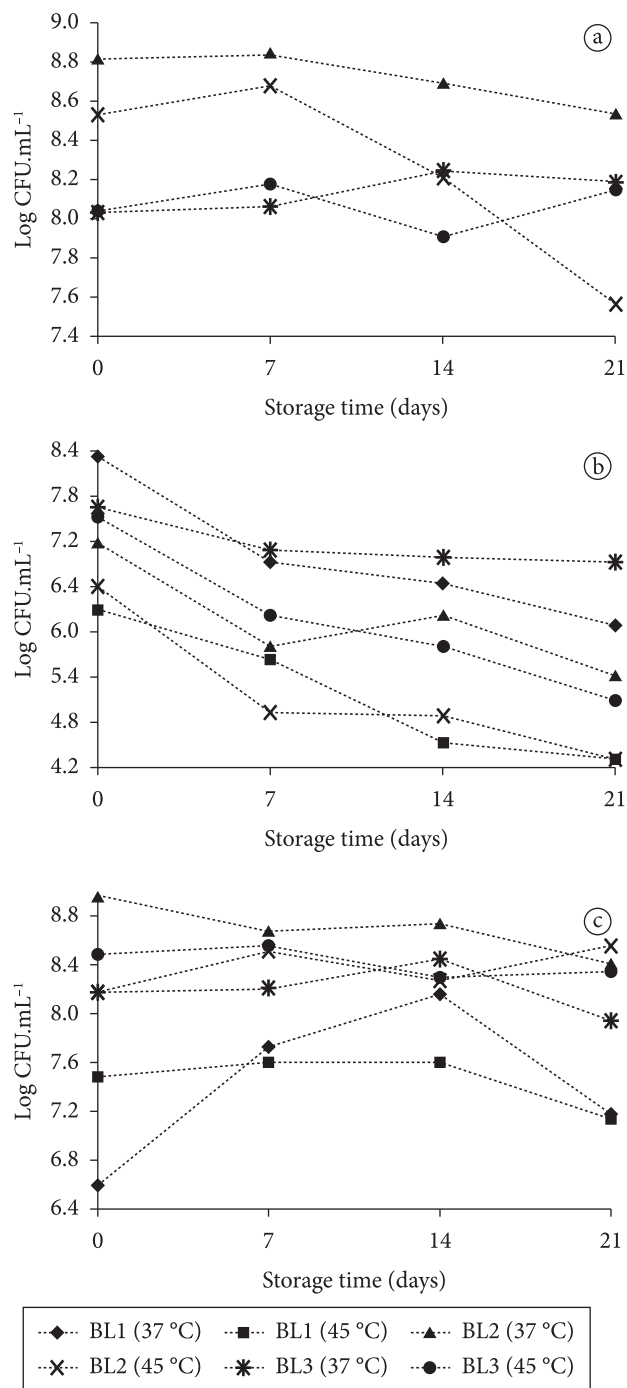 9.0
ⓐ
8.8
8.6
8.4
8.2
8.0
7.8
7.6
7.4
Log CFU.mL⁻¹
0 7 14 21
Storage time (days)
8.4
ⓑ
7.8
7.2
6.4
6.0
5.4
4.8
4.2
Log CFU.mL⁻¹
0 7 14 21
Storage time (days)
ⓒ
8.8
8.4
8.0
7.6
7.2
6.8
6.4
Log CFU.mL⁻¹
0 7 14 21
Storage time (days)
BL1 (37 °C) BL1 (45 °C) BL2 (37 °C)
BL2 (45 °C) BL3 (37 °C) BL3 (45 °C)